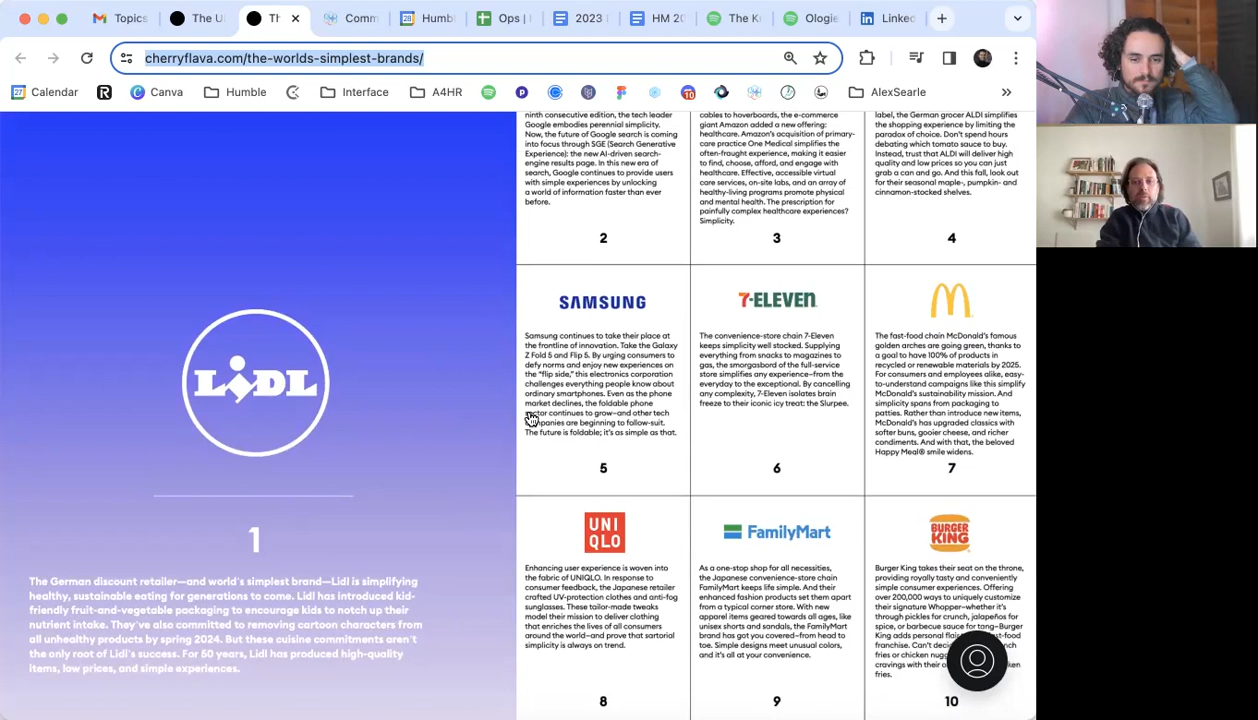 Topics
The U
Th
Comm
Humb
Ops |
2023
HM 20
The K
Ologie
Linked
cherryflava.com/the-worlds-simplest-brands/
Calendar
Canva
Humble
Interface
A4HR
10
AlexSearle
LiDL
1
The German discount retailer—and world's simplest brand—Lidl is simplifying
healthy, sustainable eating for generations to come. Lidl has introduced kid-
friendly fruit-and-vegetable packaging to encourage kids to notch up their
nutrient intake. They've also committed to removing cartoon characters from
all unhealthy products by spring 2024. But these cuisine commitments aren't
the only root of Lidl's success. For 50 years, Lidl has produced high-quality
items, low prices, and simple experiences.
ninth consecutive edition, the tech leader
Google embodies perennial simplicity.
Now, the future of Google search is coming
into focus through SGE (Search Generative
Experience): the new AI-driven search-
engine results page. In this new era of
search, Google continues to provide users
with simple experiences by unlocking
a world of information faster than ever
before.
2
cables to hoverboards, the e-commerce
giant Amazon added a new offering:
healthcare. Amazon's acquisition of primary-
care practice One Medical simplifies the
often-fraught experience, making it easier
to find, choose, afford, and engage with
healthcare. Effective, accessible virtual
care services, on-site labs, and an array of
healthy-living programs promote physical
and mental health. The prescription for
painfully complex healthcare experiences?
Simplicity.
3
label, the German grocer ALDI simplifies
the shopping experience by limiting the
paradox of choice. Don't spend hours
debating which tomato sauce to buy.
Instead, trust that ALDI will deliver high
quality and low prices so you can just
grab a can and go. And this fall, look out
for their seasonal maple-, pumpkin- and
cinnamon-stocked shelves.
4
SAMSUNG
Samsung continues to take their place at
the frontline of innovation. Take the Galaxy
Z Fold 5 and Flip 5. By urging consumers to
defy norms and enjoy new experiences on
the "flip side," this electronics corporation
challenges everything people know about
ordinary smartphones. Even as the phone
market declines, the foldable phone
continues to grow—and other tech
companies are beginning to follow-suit.
The future is foldable; it's as simple as that.
5
7-ELEVEN
The convenience-store chain 7-Eleven
keeps simplicity well stocked. Supplying
everything from snacks to magazines to
gas, the smorgasbord of the full-service
store simplifies any experience—from the
everyday to the exceptional. By cancelling
any complexity, 7-Eleven isolates brain
freeze to their iconic icy treat: the Slurpee.
6
The fast-food chain McDonald's famous
golden arches are going green, thanks to
a goal to have 100% of products in
recycled or renewable materials by 2025.
For consumers and employees alike, easy-
to-understand campaigns like this simplify
McDonald's sustainability mission. And
simplicity spans from packaging to
patties. Rather than introduce new items,
McDonald's has upgraded classics with
softer buns, gooier cheese, and richer
condiments. And with that, the beloved
Happy Meal® smile widens.
7
UNI
QLO
Enhancing user experience is woven into
the fabric of UNIQLO. In response to
consumer feedback, the Japanese retailer
crafted UV-protection clothes and anti-fog
sunglasses. These tailor-made tweaks
model their mission to deliver clothing
that enriches the lives of all consumers
around the world—and prove that sartorial
simplicity is always on trend.
8
FamilyMart
As a one-stop shop for all necessities,
the Japanese convenience-store chain
FamilyMart keeps life simple. And their
enhanced fashion products set them apart
from a typical corner store. With new
apparel items geared towards all ages, like
unisex shorts and sandals, the FamilyMart
brand has got you covered—from head to
toe. Simple designs meet unusual colors,
and it's all at your convenience.
9
BURGER
KING
Burger King takes their seat on the throne,
providing royally tasty and conveniently
simple consumer experiences. Offering
over 200,000 ways to uniquely customize
their signature Whopper—whether it's
through pickles for crunch, jalapeños for
spice, or barbecue sauce for tang—Burger
King adds personal flai st-food
franchise. Can't deci nch
fries or chicken nugg
cravings with their o ken
fries.
10